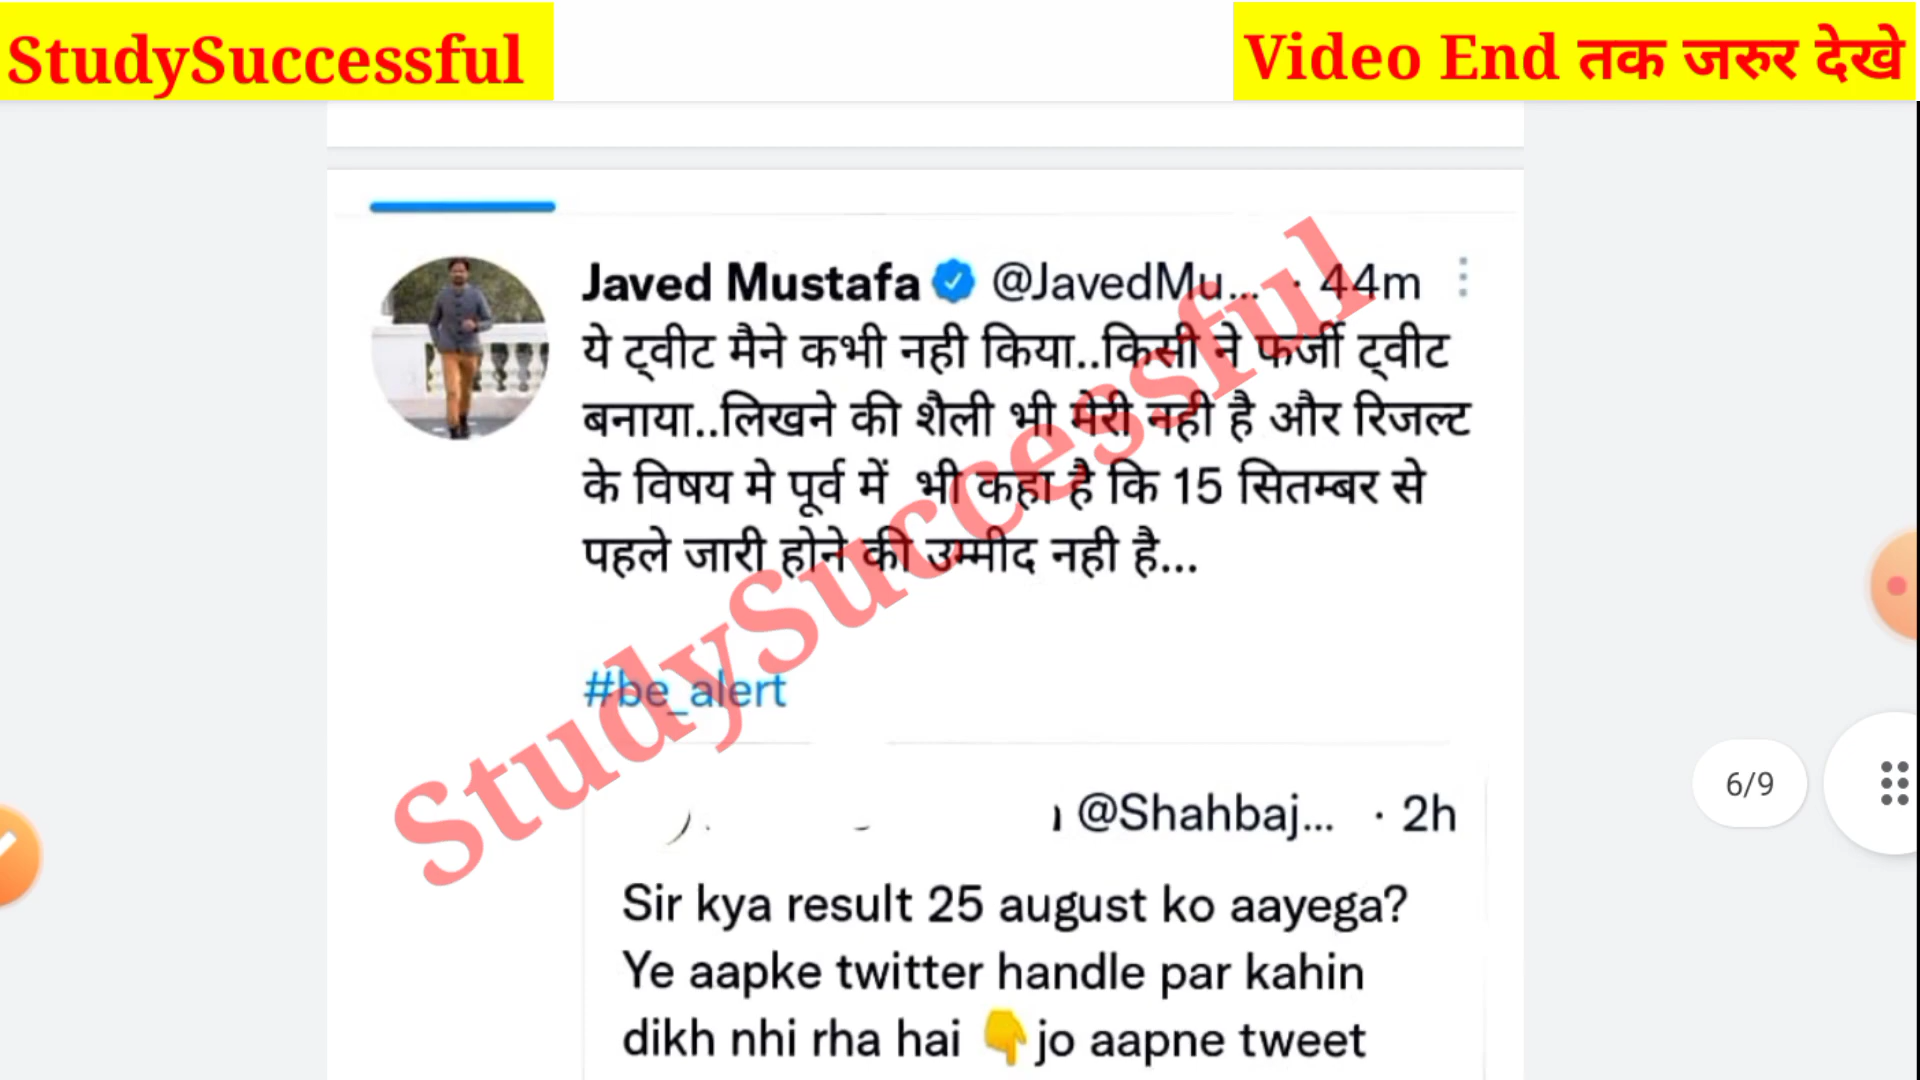 StudySuccessful
Video End तक जरुर देखे
Javed Mustafa @JavedMu... · 44m
ये ट्वीट मैने कभी नही किया..किसी ने फर्जी ट्वीट
बनाया..लिखने की शैली भी मेरी नही है और रिजल्ट
के विषय मे पूर्व में भी कहा है कि 15 सितम्बर से
पहले जारी होने की उम्मीद नही है...
#be_alert
StudySuccessful
@Shahbaj... · 2h
Sir kya result 25 august ko aayega?
Ye aapke twitter handle par kahin
dikh nhi rha hai 👇 jo aapne tweet
6/9